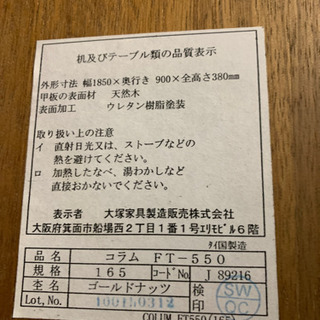 机及びテーブル類の品質表示
外形寸法 幅1850×奥行き 900×全高さ380mm
甲板の表面材 天然木
表面加工 ウレタン樹脂塗装
取り扱い上の注意
イ 直射日光又は、ストーブなどの
熱を避けてください。
ロ 加熱したなべ、湯わかしなど
直接おかないでください。
表示者 大塚家具製造販売株式会社
大阪府箕面市船場西2丁目1番1号エリモビル6階
タイ国製造
品名 コラム FT-550
規格 165 コードNo. J 89216
杢名 ゴールドナッツ 検印 SW QC
Lot,No.
COLUM FT550(165)